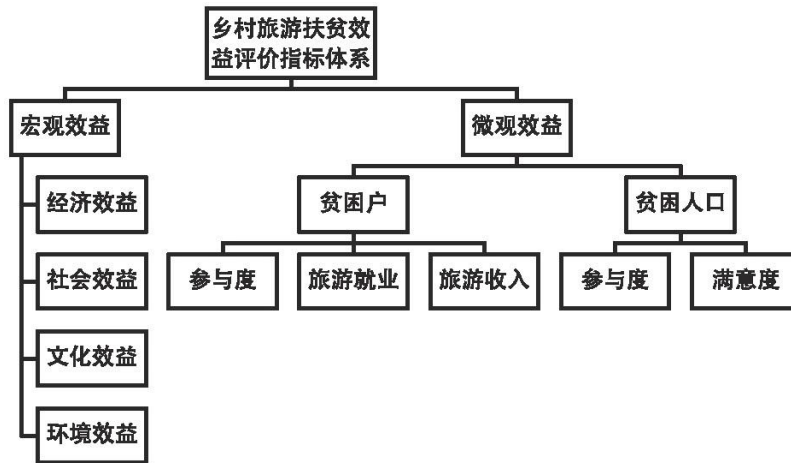 乡村旅游扶贫效
益评价指标体系
宏观效益
微观效益
经济效益
贫困户
贫困人口
社会效益
参与度
旅游就业
旅游收入
参与度
满意度
文化效益
环境效益